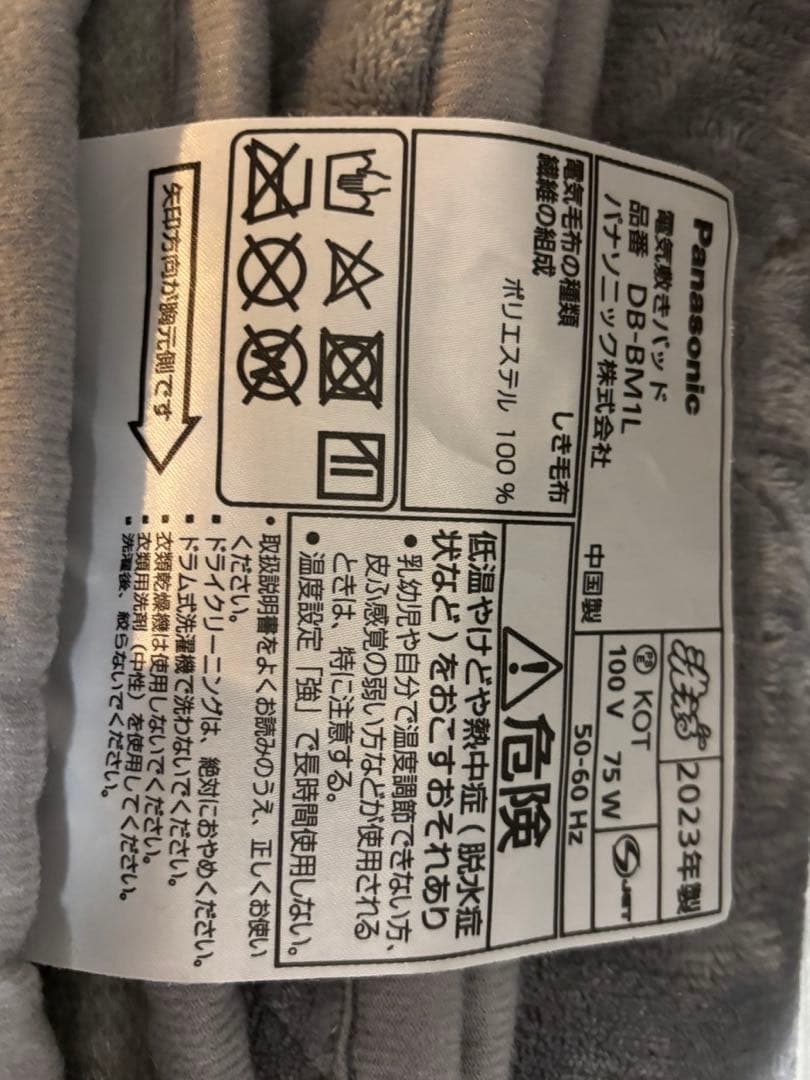 Panasonic
電気敷きパッド
品番 DB-BM1L
パナソニック株式会社
中国製
2023年製
PSE KOT
100 V 75 W
50-60 Hz
S-JET
電気毛布の種類 しき毛布
繊維の組成
ポリエステル 100 %
危険
低温やけどや熱中症(脱水症
状など)をおこすおそれあり
●乳幼児や自分で温度調節できない方、
皮ふ感覚の弱い方などが使用される
ときは、特に注意する。
●温度設定「強」で長時間使用しない。
矢印方向が胸元側です
・取扱説明書をよくお読みのうえ、正しくお使い
ください。
・ドライクリーニングは、絶対におやめください。
・ドラム式洗濯機で洗わないでください。
・衣類乾燥機は使用しないでください。
・衣類用洗剤(中性)を使用してください。
・洗濯後、絞らないでください。